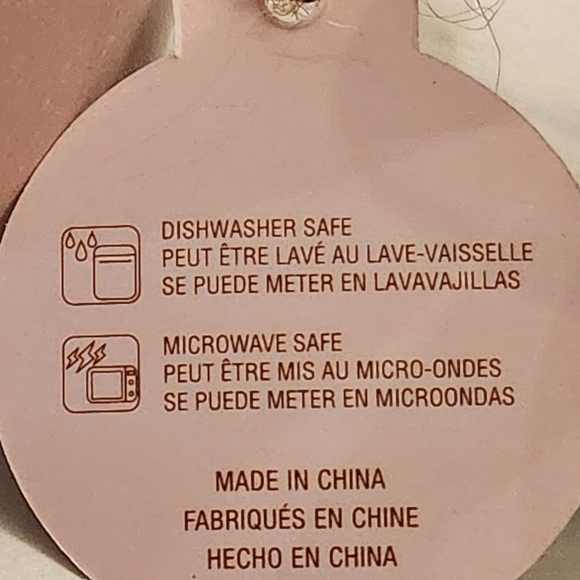 DISHWASHER SAFE
PEUT ÊTRE LAVÉ AU LAVE-VAISSELLE
SE PUEDE METER EN LAVAVAJILLAS
MICROWAVE SAFE
PEUT ÊTRE MIS AU MICRO-ONDES
SE PUEDE METER EN MICROONDAS
MADE IN CHINA
FABRIQUÉS EN CHINE
HECHO EN CHINA